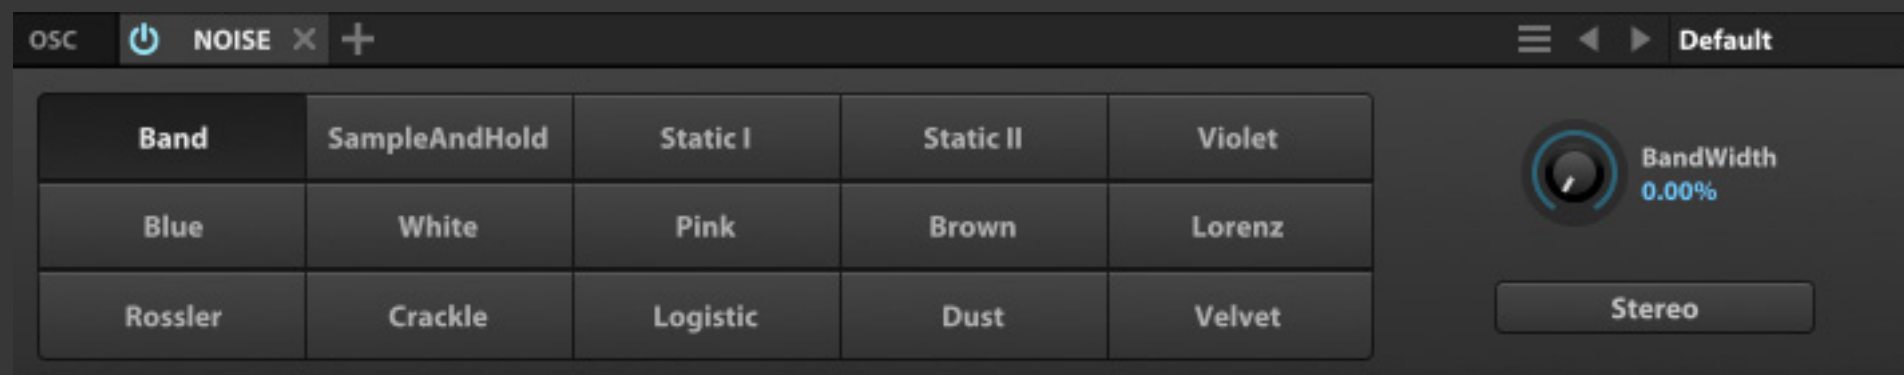 OSC NOISE Default
Band SampleAndHold Static I Static II Violet
BandWidth
0.00%
Blue White Pink Brown Lorenz
Rossler Crackle Logistic Dust Velvet
Stereo